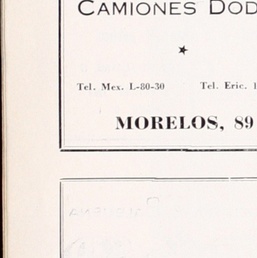 CAMIONES DOD
★
Tel. Mex. L-80-30 Tel. Eric. 1
MORELOS, 89